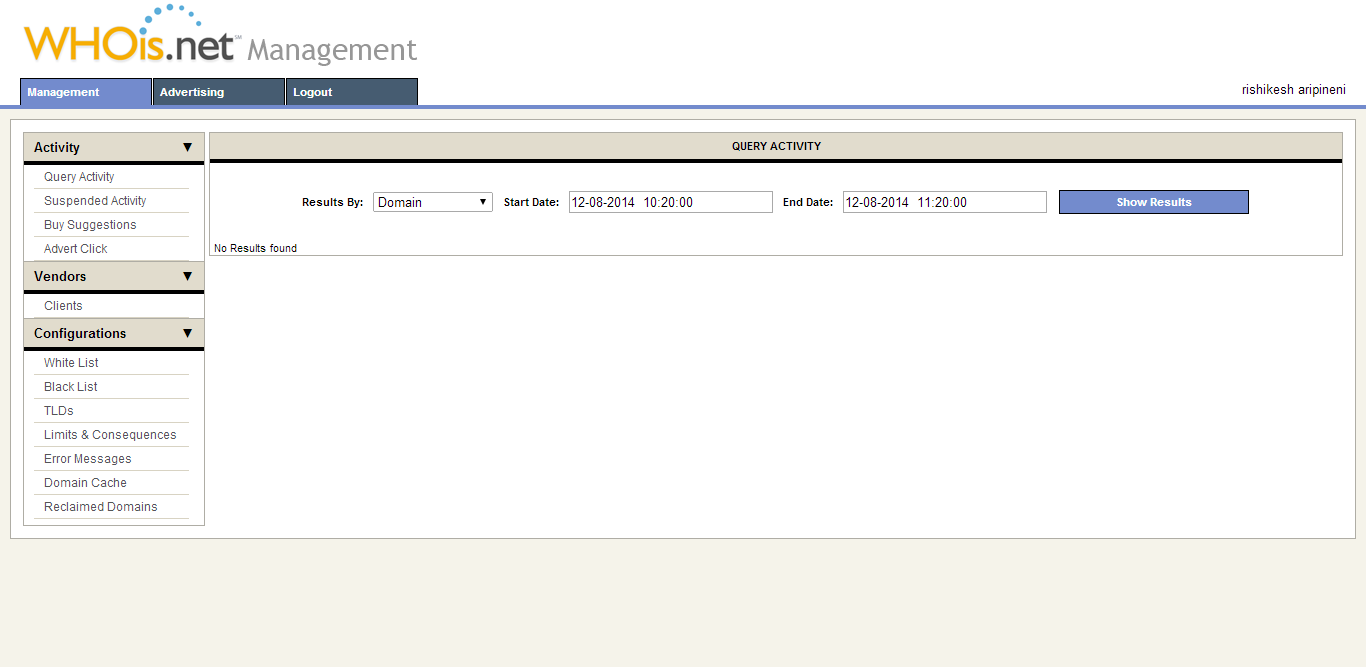 WHOis.net℠ Management
Management Advertising Logout
rishikesh aripineni
Activity ▼
Query Activity
Suspended Activity
Buy Suggestions
Advert Click
Vendors ▼
Clients
Configurations ▼
White List
Black List
TLDs
Limits & Consequences
Error Messages
Domain Cache
Reclaimed Domains
QUERY ACTIVITY
Results By: Domain ▼ Start Date: 12-08-2014 10:20:00 End Date: 12-08-2014 11:20:00 Show Results
No Results found